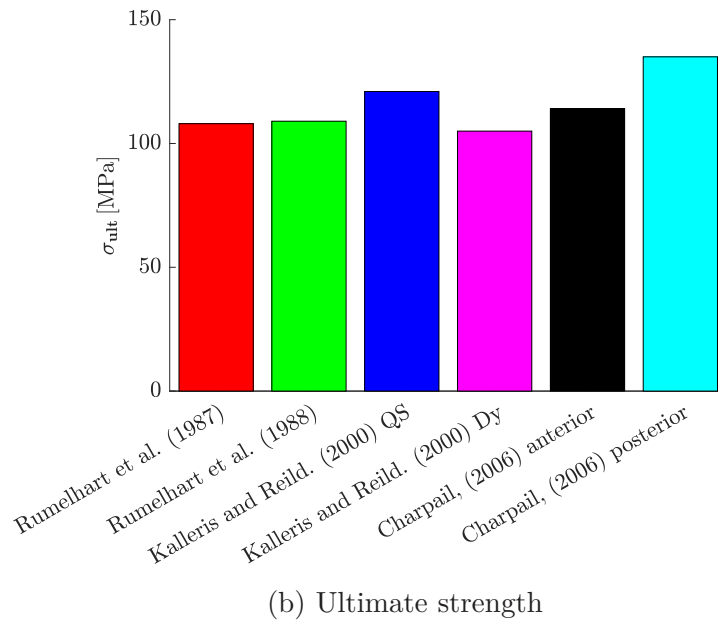 150
100
50
0
σult [MPa]
Rumelhart et al. (1987)
Rumelhart et al. (1988)
Kalleris and Reild. (2000) QS
Kalleris and Reild. (2000) Dy
Charpail, (2006) anterior
Charpail, (2006) posterior
(b) Ultimate strength